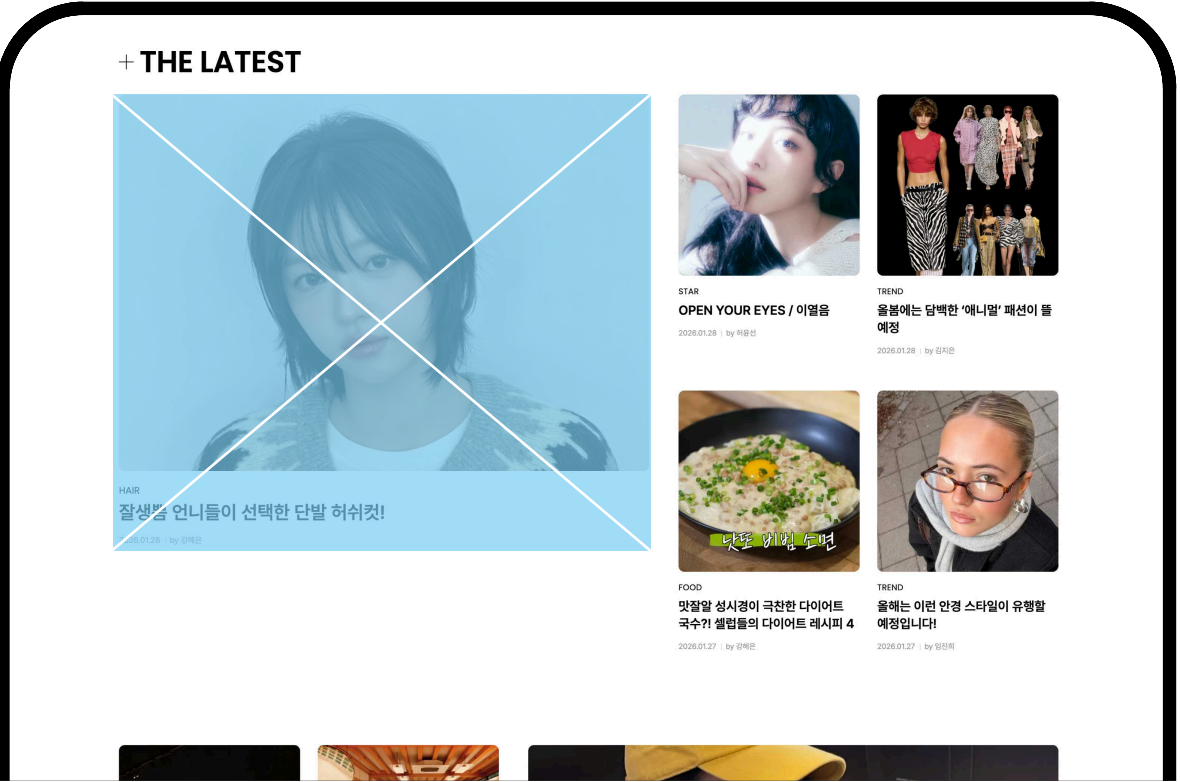 THE LATEST
HAIR
잘생쁨 언니들이 선택한 단발 허쉬컷!
2026.01.28 | by 강혜은
STAR
OPEN YOUR EYES / 이열음
2026.01.28 | by 허윤선
TREND
올봄에는 담백한 ‘애니멀’ 패션이 뜰
예정
2026.01.28 | by 김지은
낫또 비빔 소면
FOOD
맛잘알 성시경이 극찬한 다이어트
국수?! 셀럽들의 다이어트 레시피 4
2026.01.27 | by 강혜은
TREND
올해는 이런 안경 스타일이 유행할
예정입니다!
2026.01.27 | by 임진희